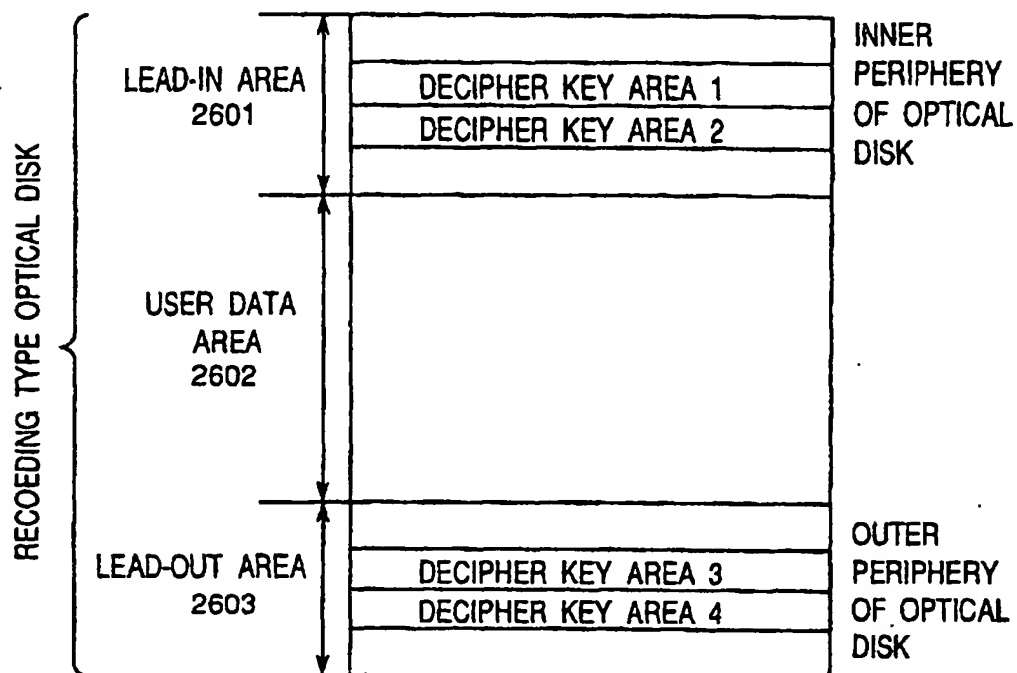 RECOEDING TYPE OPTICAL DISK
LEAD-IN AREA
2601
DECIPHER KEY AREA 1
DECIPHER KEY AREA 2
INNER
PERIPHERY
OF OPTICAL
DISK
USER DATA
AREA
2602
LEAD-OUT AREA
2603
DECIPHER KEY AREA 3
DECIPHER KEY AREA 4
OUTER
PERIPHERY
OF OPTICAL
DISK